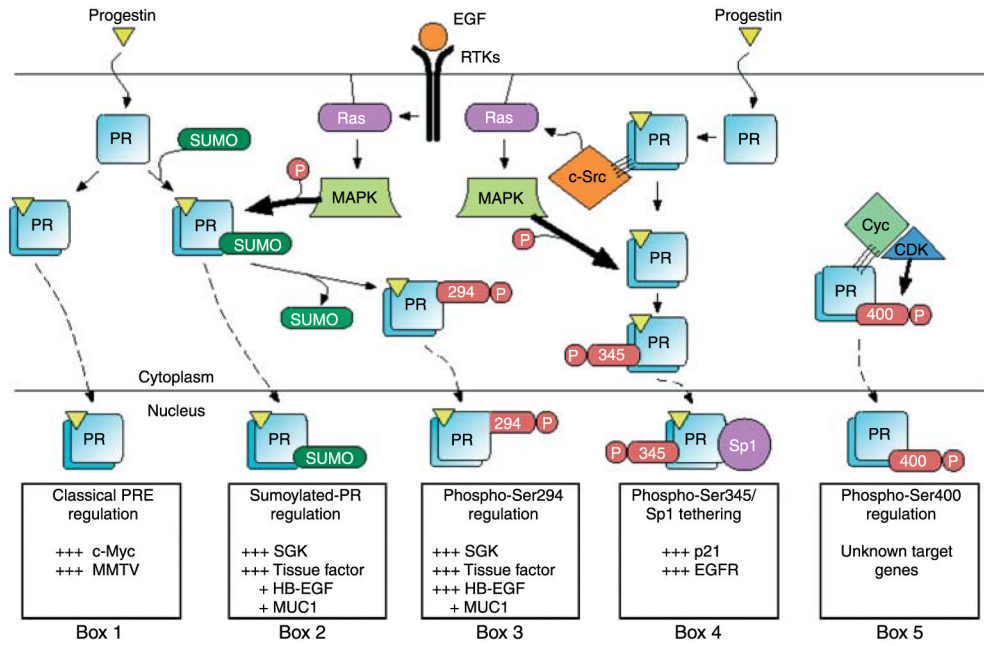 Progestin
EGF
RTKs
Progestin
PR
SUMO
Ras
Ras
PR
PR
P
MAPK
MAPK
c-Src
PR
PR
SUMO
P
PR
Cyc
CDK
PR
400
P
294
P
PR
SUMO
P
345
PR
Cytoplasm
Nucleus
PR
PR
SUMO
PR
294
P
P
345
PR
Sp1
PR
400
P
Classical PRE
regulation
+++ c-Myc
+++ MMTV
Box 1
Sumoylated-PR
regulation
+++ SGK
+++ Tissue factor
+ HB-EGF
+ MUC1
Box 2
Phospho-Ser294
regulation
+++ SGK
+++ Tissue factor
+++ HB-EGF
+ MUC1
Box 3
Phospho-Ser345/
Sp1 tethering
+++ p21
+++ EGFR
Box 4
Phospho-Ser400
regulation
Unknown target
genes
Box 5